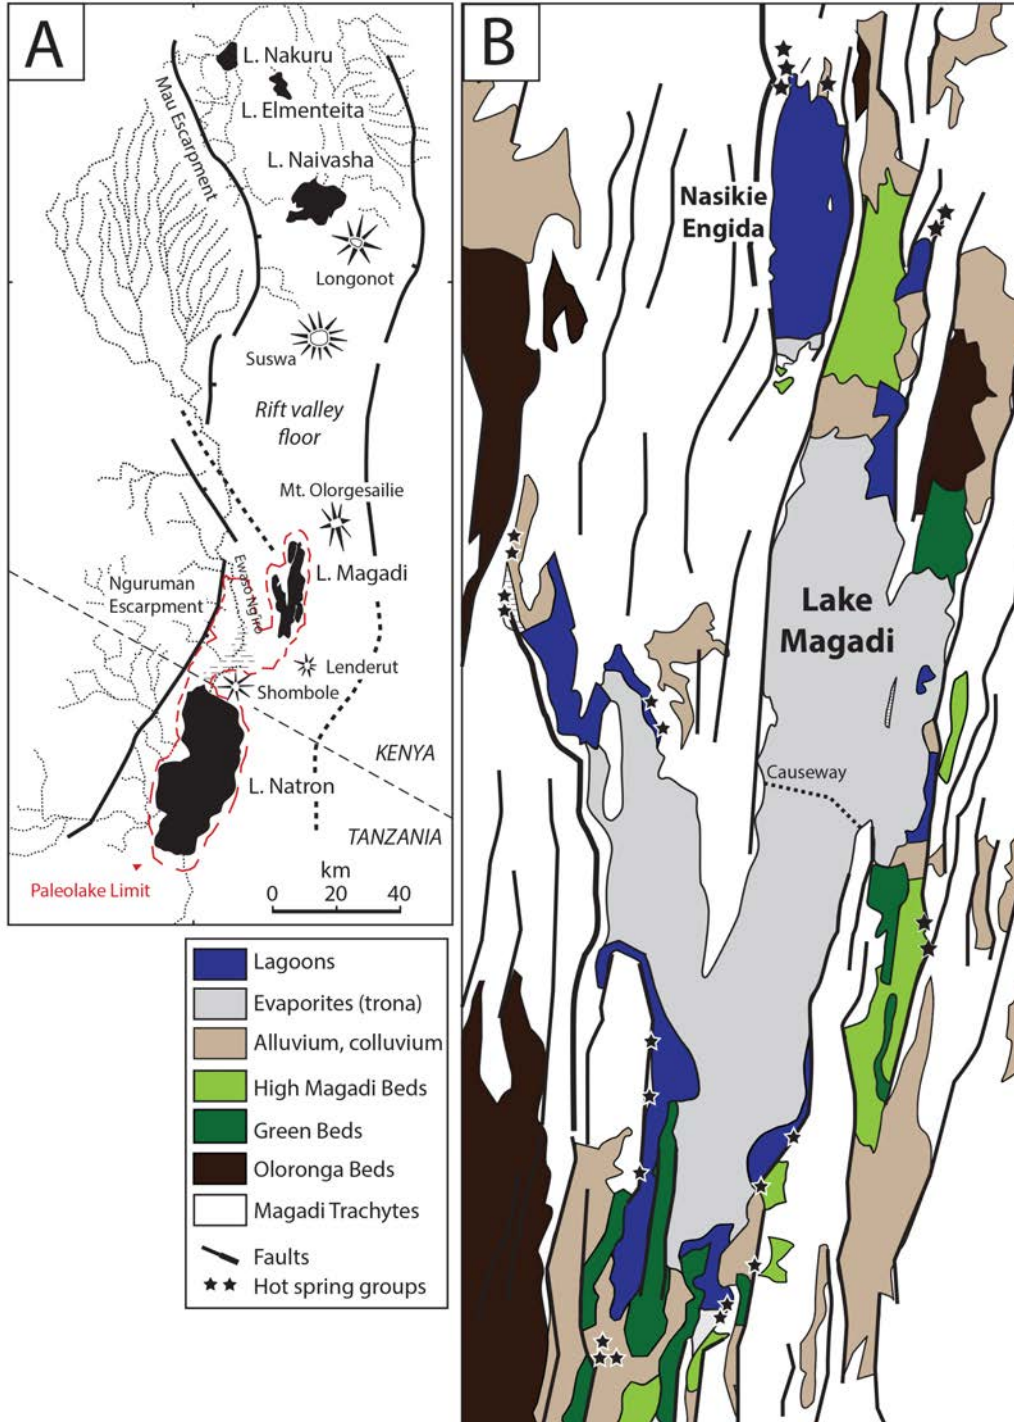 A
L. Nakuru
L. Elmenteita
Mau Escarpment
L. Naivasha
Longonot
Suswa
Rift valley
floor
Mt. Olorgesailie
Ewaso Ngiro
L. Magadi
Nguruman
Escarpment
Lenderut
Shombole
KENYA
L. Natron
TANZANIA
km
Paleolake Limit
0 20 40
Lagoons
Evaporites (trona)
Alluvium, colluvium
High Magadi Beds
Green Beds
Oloronga Beds
Magadi Trachytes
Faults
Hot spring groups
B
Nasikie
Engida
Lake
Magadi
Causeway